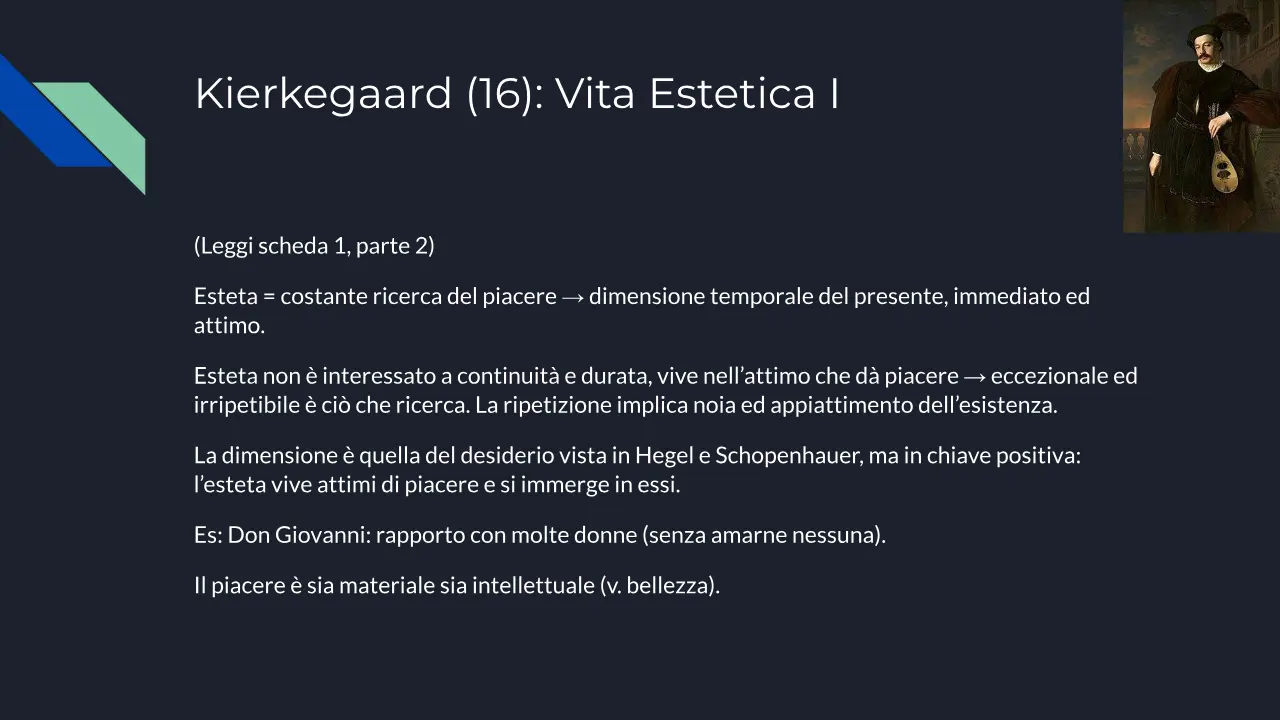 Kierkegaard (16): Vita Estetica I
(Leggi scheda 1, parte 2)
Esteta = costante ricerca del piacere → dimensione temporale del presente, immediato ed
attimo.
Esteta non è interessato a continuità e durata, vive nell’attimo che dà piacere → eccezionale ed
irripetibile è ciò che ricerca. La ripetizione implica noia ed appiattimento dell’esistenza.
La dimensione è quella del desiderio vista in Hegel e Schopenhauer, ma in chiave positiva:
l’esteta vive attimi di piacere e si immerge in essi.
Es: Don Giovanni: rapporto con molte donne (senza amarne nessuna).
Il piacere è sia materiale sia intellettuale (v. bellezza).